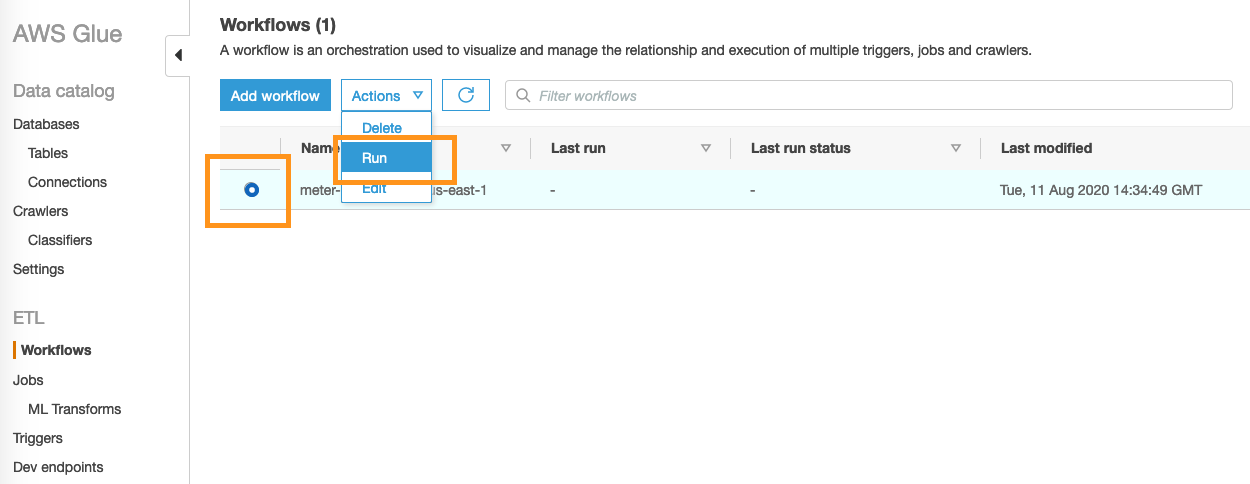 AWS Glue
Data catalog
Databases
Tables
Connections
Crawlers
Classifiers
Settings
ETL
Workflows
Jobs
ML Transforms
Triggers
Dev endpoints
Workflows (1)
A workflow is an orchestration used to visualize and manage the relationship and execution of multiple triggers, jobs and crawlers.
Add workflow Actions Filter workflows
Delete
Run
Edit
Name Last run Last run status Last modified
meter- s-east-1 - - Tue, 11 Aug 2020 14:34:49 GMT